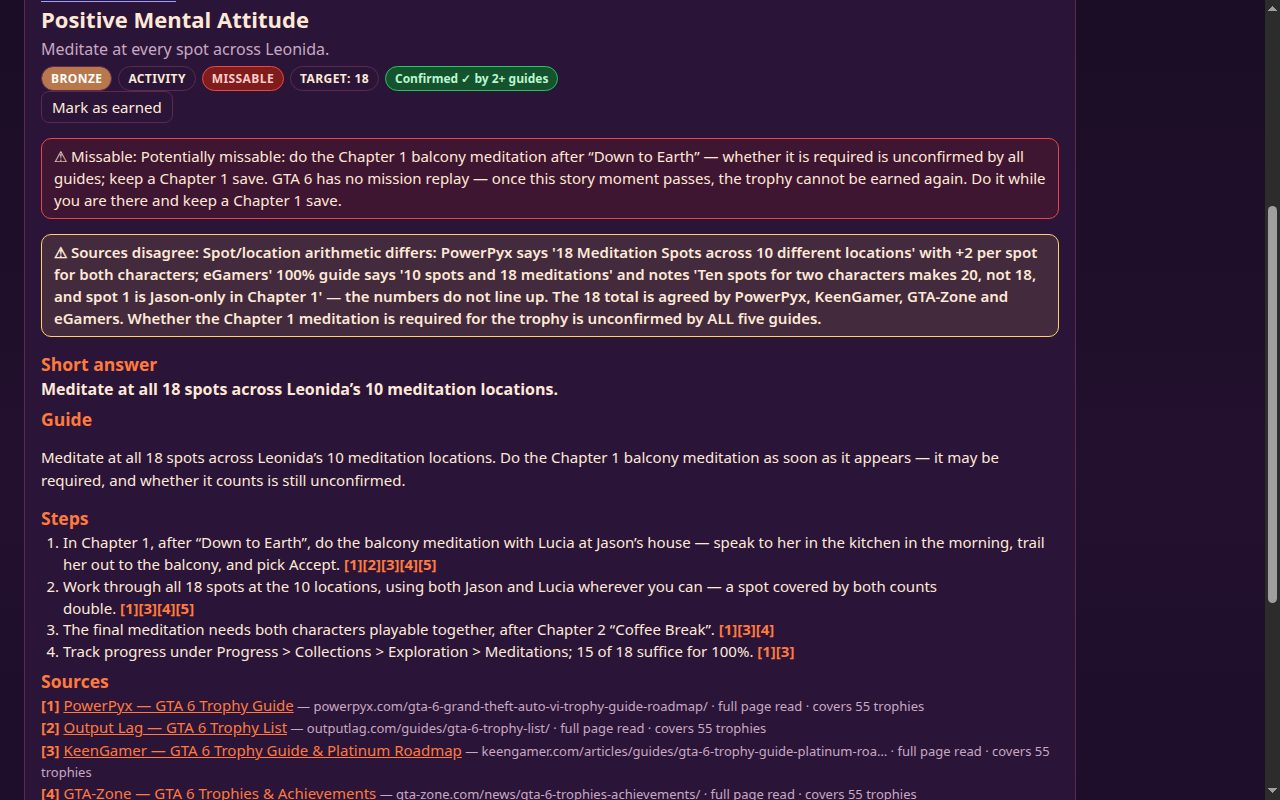 Positive Mental Attitude
Meditate at every spot across Leonida.
BRONZE ACTIVITY MISSABLE TARGET: 18 Confirmed ✓ by 2+ guides
Mark as earned
⚠ Missable: Potentially missable: do the Chapter 1 balcony meditation after “Down to Earth” — whether it is required is unconfirmed by all
guides; keep a Chapter 1 save. GTA 6 has no mission replay — once this story moment passes, the trophy cannot be earned again. Do it while
you are there and keep a Chapter 1 save.
⚠ Sources disagree: Spot/location arithmetic differs: PowerPyx says '18 Meditation Spots across 10 different locations' with +2 per spot
for both characters; eGamers' 100% guide says '10 spots and 18 meditations' and notes 'Ten spots for two characters makes 20, not 18,
and spot 1 is Jason-only in Chapter 1' — the numbers do not line up. The 18 total is agreed by PowerPyx, KeenGamer, GTA-Zone and
eGamers. Whether the Chapter 1 meditation is required for the trophy is unconfirmed by ALL five guides.
Short answer
Meditate at all 18 spots across Leonida’s 10 meditation locations.
Guide
Meditate at all 18 spots across Leonida’s 10 meditation locations. Do the Chapter 1 balcony meditation as soon as it appears — it may be
required, and whether it counts is still unconfirmed.
Steps
1. In Chapter 1, after “Down to Earth”, do the balcony meditation with Lucia at Jason’s house — speak to her in the kitchen in the morning, trail
her out to the balcony, and pick Accept. [1][2][3][4][5]
2. Work through all 18 spots at the 10 locations, using both Jason and Lucia wherever you can — a spot covered by both counts
double. [1][3][4][5]
3. The final meditation needs both characters playable together, after Chapter 2 “Coffee Break”. [1][3][4]
4. Track progress under Progress > Collections > Exploration > Meditations; 15 of 18 suffice for 100%. [1][3]
Sources
[1] PowerPyx — GTA 6 Trophy Guide — powerpyx.com/gta-6-grand-theft-auto-vi-trophy-guide-roadmap/ · full page read · covers 55 trophies
[2] Output Lag — GTA 6 Trophy List — outputlag.com/guides/gta-6-trophy-list/ · full page read · covers 55 trophies
[3] KeenGamer — GTA 6 Trophy Guide & Platinum Roadmap — keengamer.com/articles/guides/gta-6-trophy-guide-platinum-roa... · full page read · covers 55
trophies
[4] GTA-Zone — GTA 6 Trophies & Achievements — gta-zone.com/news/gta-6-trophies-achievements/ · full page read · covers 55 trophies